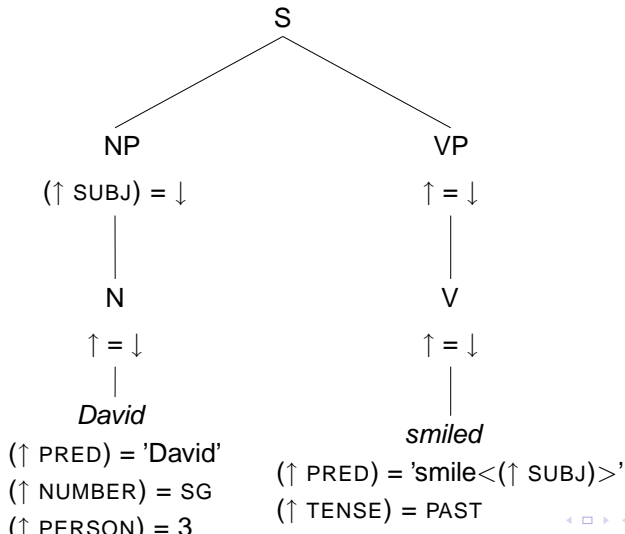 S
NP VP
(↑ SUBJ) = ↓ ↑ = ↓
N V
↑ = ↓ ↑ = ↓
David
smiled
(↑ PRED) = 'David'
(↑ PRED) = 'smile<(↑ SUBJ)>'
(↑ NUMBER) = SG
(↑ TENSE) = PAST
(↑ PERSON) = 3